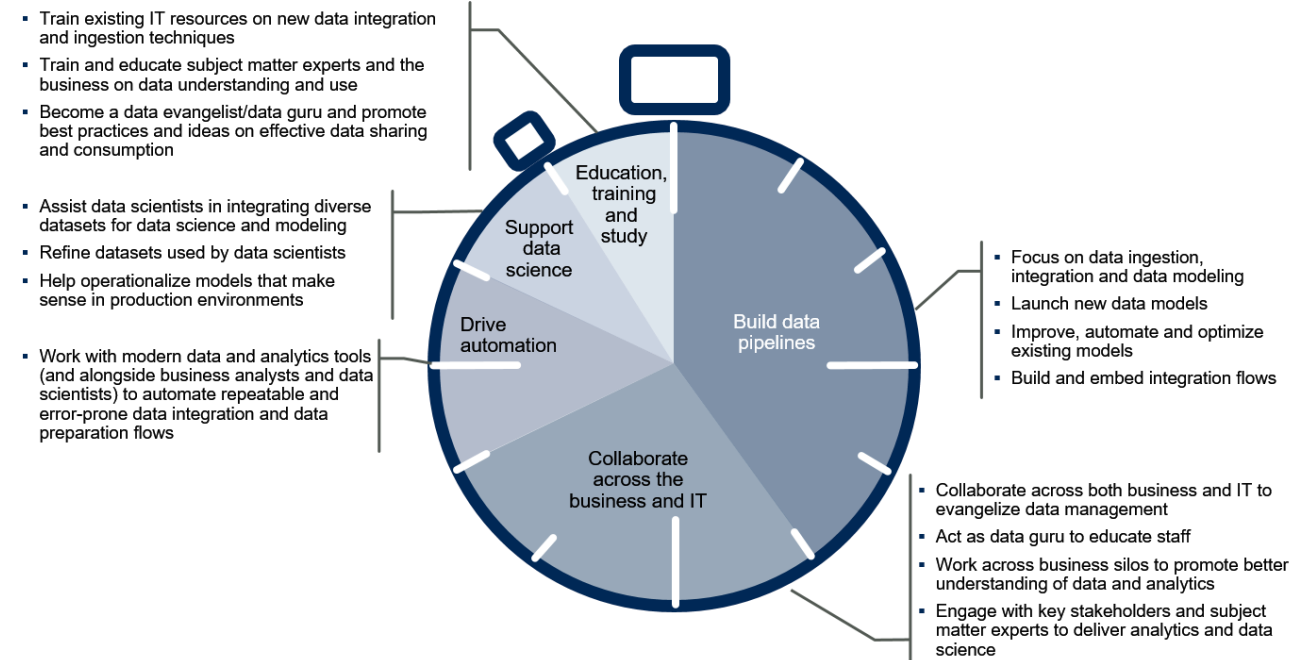 ▪ Train existing IT resources on new data integration
and ingestion techniques
▪ Train and educate subject matter experts and the
business on data understanding and use
▪ Become a data evangelist/data guru and promote
best practices and ideas on effective data sharing
and consumption
▪ Assist data scientists in integrating diverse
datasets for data science and modeling
▪ Refine datasets used by data scientists
▪ Help operationalize models that make
sense in production environments
▪ Work with modern data and analytics tools
(and alongside business analysts and data
scientists) to automate repeatable and
error-prone data integration and data
preparation flows
Education,
training
and
study
Support
data
science
Drive
automation
Build data
pipelines
Collaborate
across the
business and IT
▪ Focus on data ingestion,
integration and data modeling
▪ Launch new data models
▪ Improve, automate and optimize
existing models
▪ Build and embed integration flows
▪ Collaborate across both business and IT to
evangelize data management
▪ Act as data guru to educate staff
▪ Work across business silos to promote better
understanding of data and analytics
▪ Engage with key stakeholders and subject
matter experts to deliver analytics and data
science